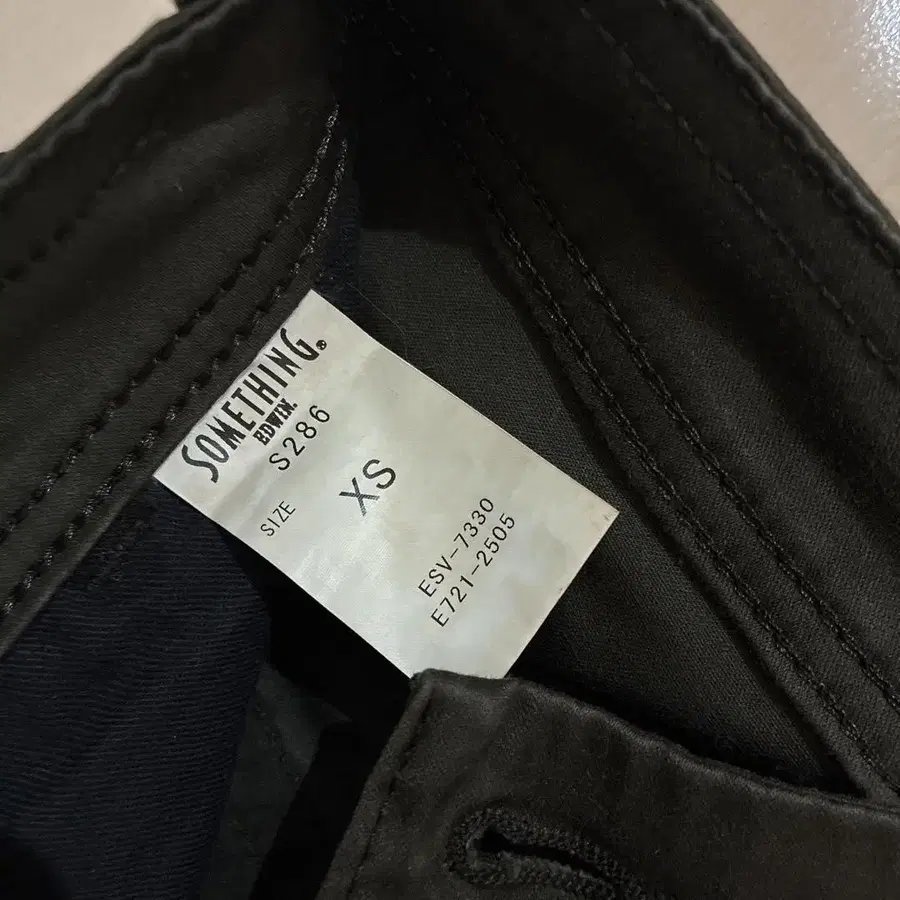 SOMETHING®
EDWIN.
S286
SIZE XS
ESV-7330
E721-2505